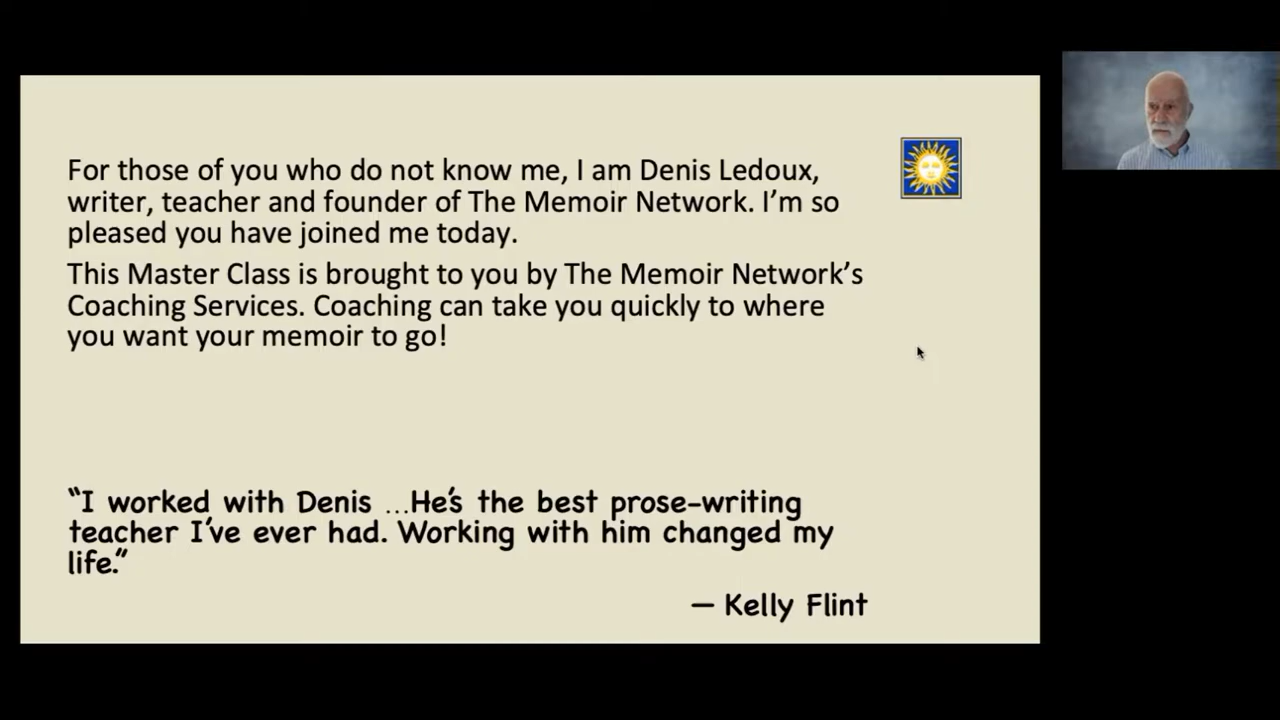 For those of you who do not know me, I am Denis Ledoux,
writer, teacher and founder of The Memoir Network. I’m so
pleased you have joined me today.
This Master Class is brought to you by The Memoir Network’s
Coaching Services. Coaching can take you quickly to where
you want your memoir to go!
“I worked with Denis …He’s the best prose-writing
teacher I’ve ever had. Working with him changed my
life.”
— Kelly Flint